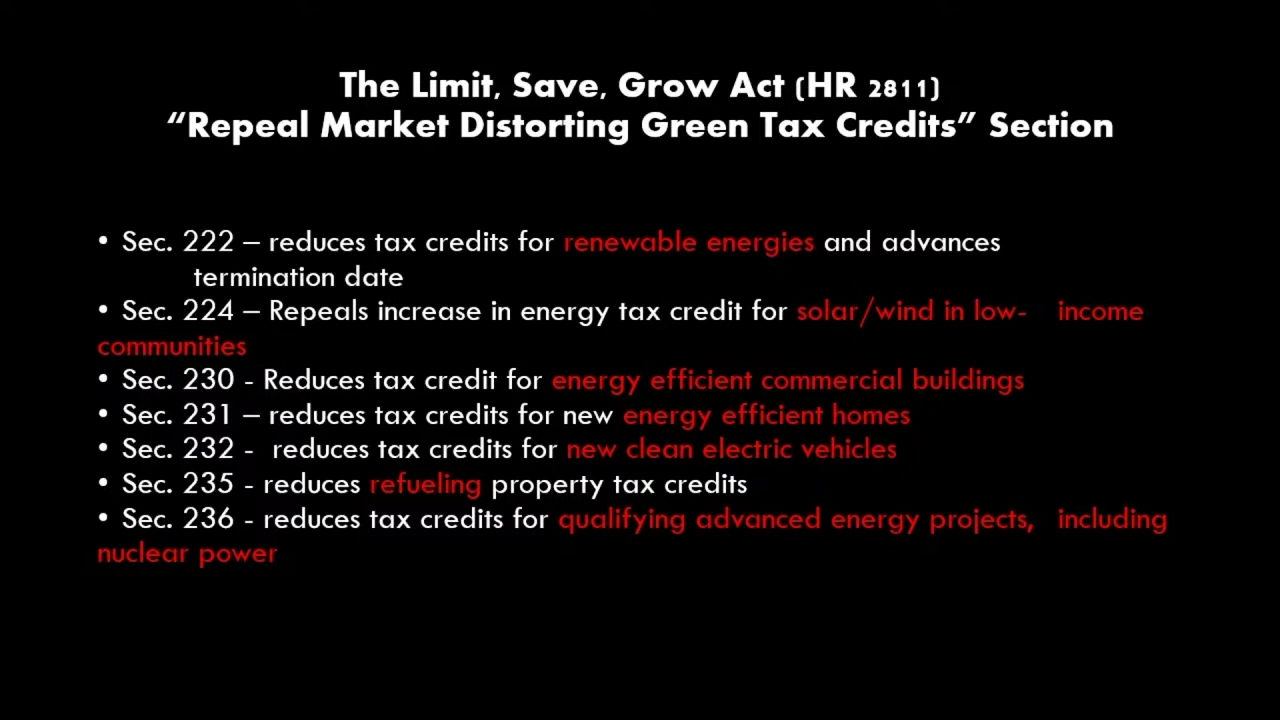 The Limit, Save, Grow Act (HR 2811)
“Repeal Market Distorting Green Tax Credits” Section
• Sec. 222 – reduces tax credits for renewable energies and advances
termination date
• Sec. 224 – Repeals increase in energy tax credit for solar/wind in low- income
communities
• Sec. 230 - Reduces tax credit for energy efficient commercial buildings
• Sec. 231 – reduces tax credits for new energy efficient homes
• Sec. 232 - reduces tax credits for new clean electric vehicles
• Sec. 235 - reduces refueling property tax credits
• Sec. 236 - reduces tax credits for qualifying advanced energy projects, including
nuclear power